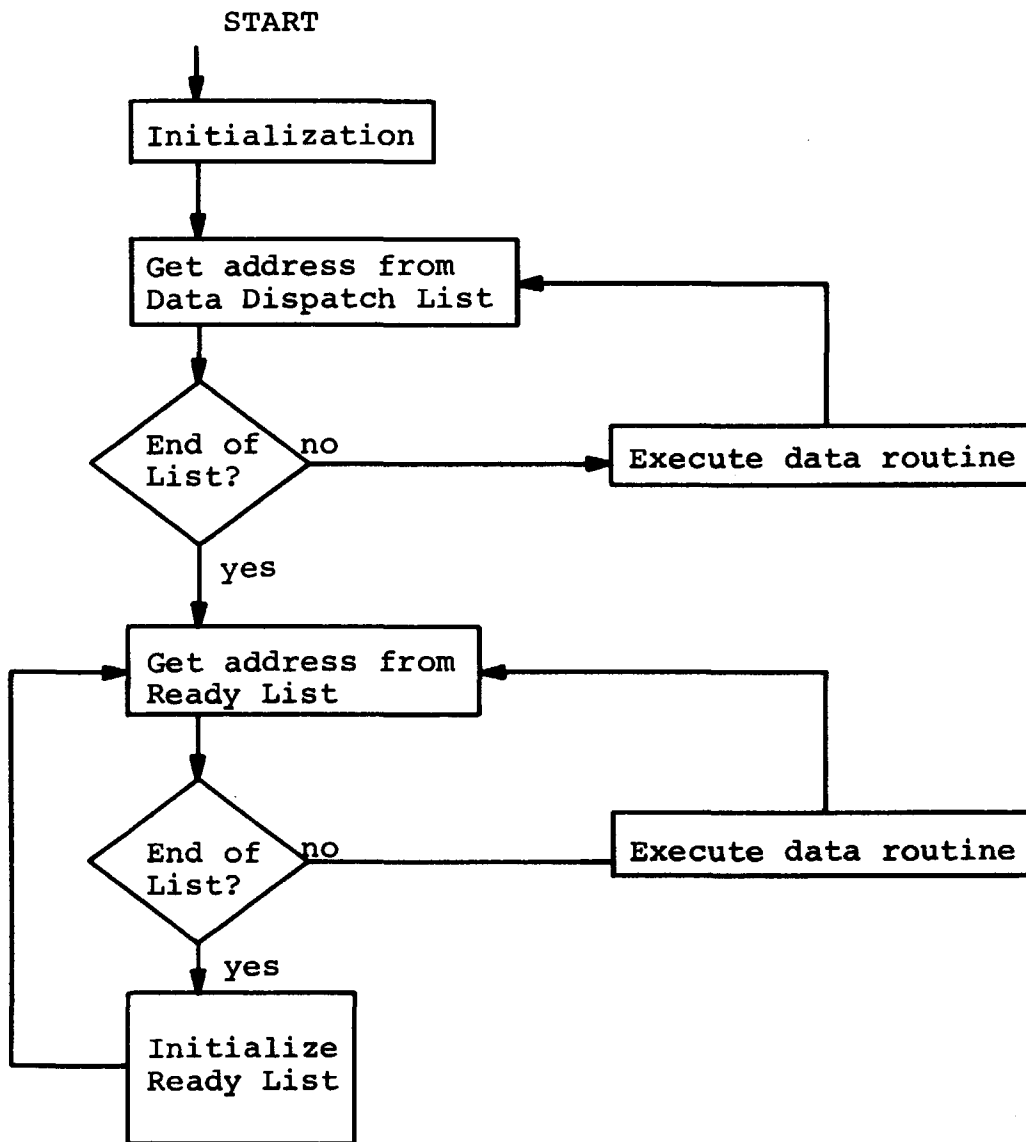 START
Initialization
Get address from
Data Dispatch List
End of
List?
no
Execute data routine
yes
Get address from
Ready List
End of
List?
no
Execute data routine
yes
Initialize
Ready List